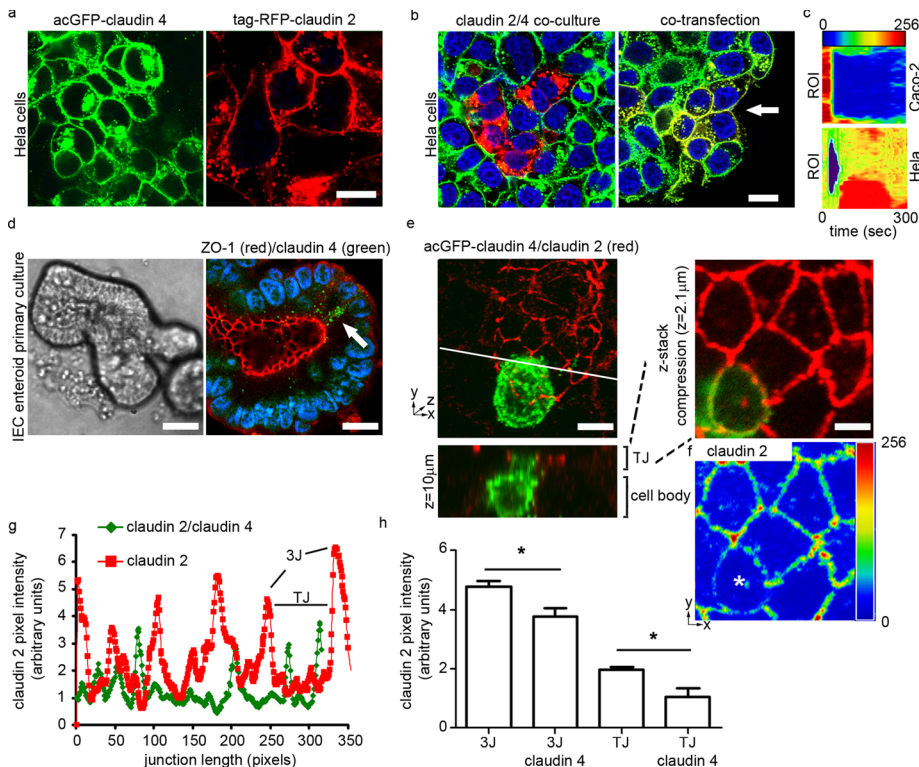 a
acGFP-claudin 4
tag-RFP-claudin 2
Hela cells
b
claudin 2/4 co-culture
co-transfection
Hela cells
c
0
256
ROI
Caco-2
ROI
Hela
0
300
time (sec)
d
ZO-1 (red)/claudin 4 (green)
IEC enteroid primary culture
e
acGFP-claudin 4/claudin 2 (red)
y
z
x
z=10µm
TJ
cell body
z-stack
compression (z=2.1µm)
f
claudin 2
256
0
*
y
x
g
claudin 2/claudin 4
claudin 2
3J
TJ
claudin 2 pixel intensity
(arbitrary units)
7
6
5
4
3
2
1
0
0
50
100
150
200
250
300
350
junction length (pixels)
h
claudin 2 pixel intensity
(arbitrary units)
6
4
2
0
*
*
3J
3J
claudin 4
TJ
TJ
claudin 4